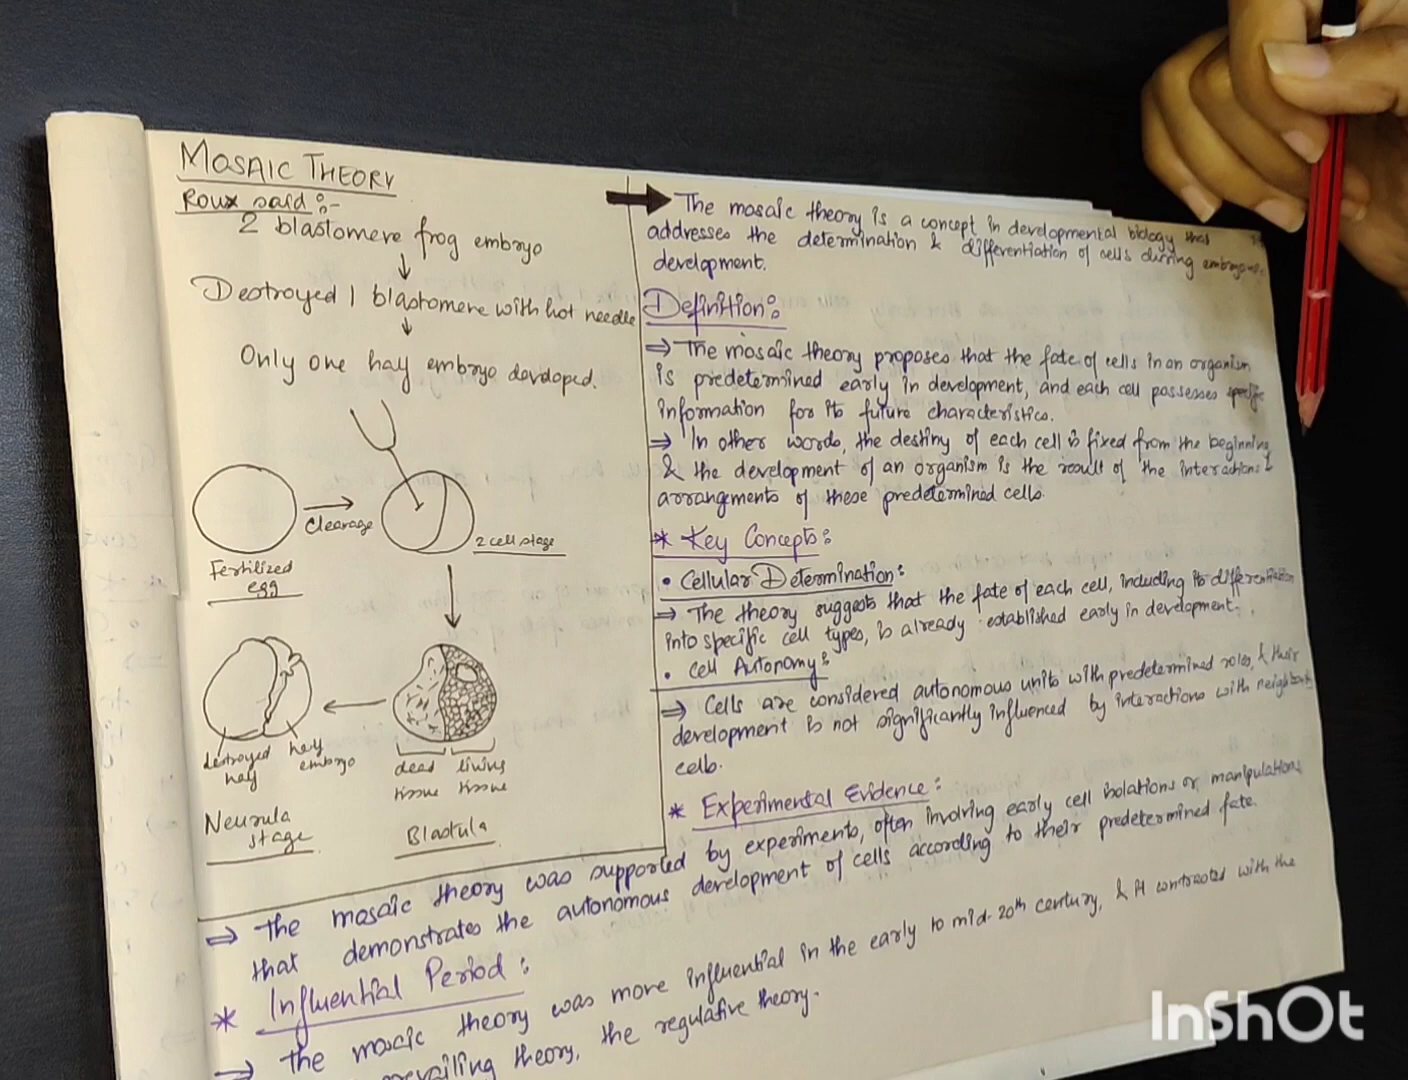 MOSAIC THEORY
Roux said :-
2 blastomere frog embryo
Destroyed 1 blastomere with hot needle
Only one hay embryo developed.
Cleavage
Fertilized
egg
2 cell stage
destroyed
hay
hay
embryo
dead
tissue
living
tissue
Neurula
stage
Blastula
The mosaic theory is a concept in developmental biology that
addresses the determination & differentiation of cells during
development.
Definition:
⇒ The mosaic theory proposes that the fate of cells in an organism
is predetermined early in development, and each cell possesses specific
information for its future characteristics.
⇒ In other words, the destiny of each cell is fixed from the beginning
& the development of an organism is the result of the interactions &
arrangements of these predetermined cells.
* Key Concepts:
• Cellular Determination:
⇒ The theory suggests that the fate of each cell, including its differentiation
into specific cell types, is already established early in development.
• Cell Autonomy:
⇒ Cells are considered autonomous units with predetermined roles, & their
development is not significantly influenced by interactions with
cells.
* Experimental Evidence:
⇒ The mosaic theory was supported by experiments, often involving early cell isolations or manipulations
that demonstrates the autonomous development of cells according to their predetermined fate.
* Influential Period:
⇒ The mosaic theory was more influential in the early to mid-20th century, & it contrasted with the
prevailing theory, the regulative theory.
InShOt